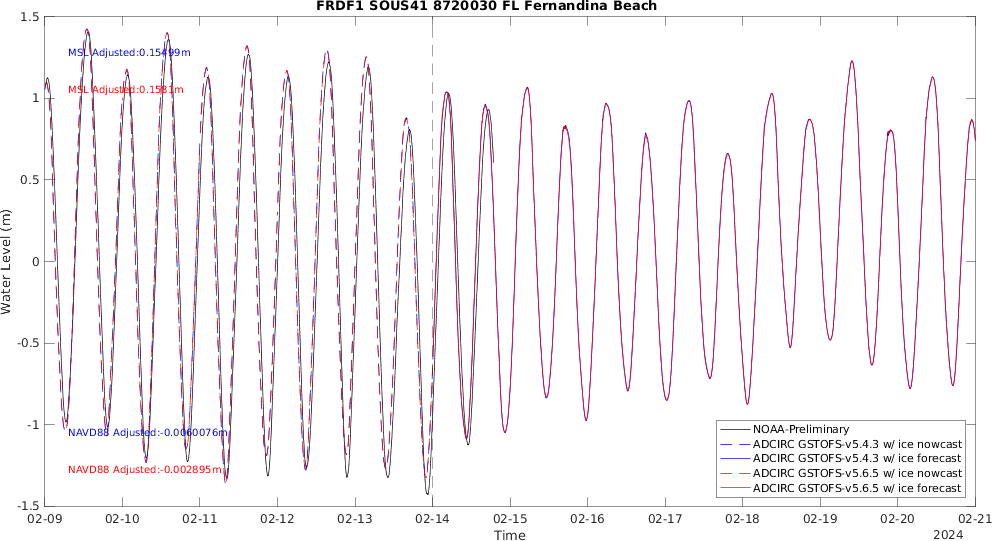 FRDF1 SOUS41 8720030 FL Fernandina Beach
1.5
1
0.5
0
-0.5
-1
-1.5
Water Level (m)
MSL Adjusted:0.15499m
MSL Adjusted:0.1581m
NAVD88 Adjusted:-0.0060076m
NAVD88 Adjusted:-0.002895m
NOAA-Preliminary
ADCIRC GSTOFS-v5.4.3 w/ ice nowcast
ADCIRC GSTOFS-v5.4.3 w/ ice forecast
ADCIRC GSTOFS-v5.6.5 w/ ice nowcast
ADCIRC GSTOFS-v5.6.5 w/ ice forecast
02-09 02-10 02-11 02-12 02-13 02-14 02-15 02-16 02-17 02-18 02-19 02-20 02-21
Time
2024